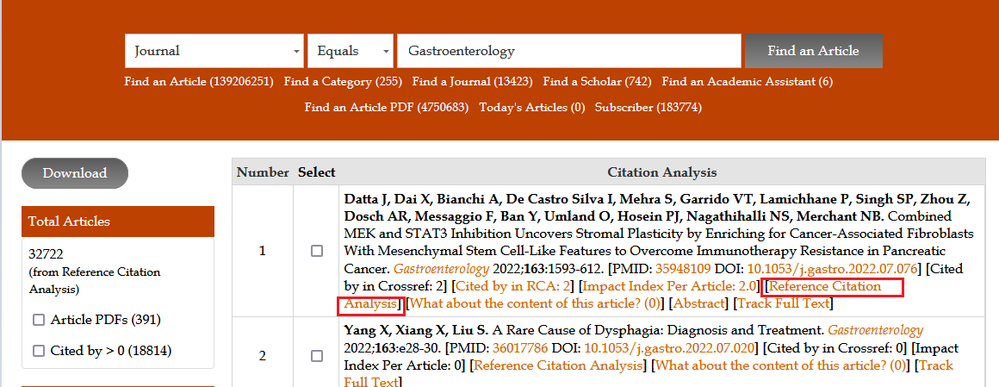 Journal Equals Gastroenterology Find an Article
Find an Article (139206251) Find a Category (255) Find a Journal (13423) Find a Scholar (742) Find an Academic Assistant (6)
Find an Article PDF (4750683) Today's Articles (0) Subscriber (183774)
Download
Total Articles
32722
(from Reference Citation
Analysis)
Article PDFs (391)
Cited by > 0 (18814)
Number Select Citation Analysis
1
Datta J, Dai X, Bianchi A, De Castro Silva I, Mehra S, Garrido VT, Lamichhane P, Singh SP, Zhou Z,
Dosch AR, Messaggio F, Ban Y, Umland O, Hosein PJ, Nagathihalli NS, Merchant NB. Combined
MEK and STAT3 Inhibition Uncovers Stromal Plasticity by Enriching for Cancer-Associated Fibroblasts
With Mesenchymal Stem Cell-Like Features to Overcome Immunotherapy Resistance in Pancreatic
Cancer. Gastroenterology 2022;163:1593-612. [PMID: 35948109 DOI: 10.1053/j.gastro.2022.07.076] [Cited
by in Crossref: 2] [Cited by in RCA: 2] [Impact Index Per Article: 2.0] [Reference Citation
Analysis] [What about the content of this article? (0)] [Abstract] [Track Full Text]
2
Yang X, Xiang X, Liu S. A Rare Cause of Dysphagia: Diagnosis and Treatment. Gastroenterology
2022;163:e28-30. [PMID: 36017786 DOI: 10.1053/j.gastro.2022.07.020] [Cited by in Crossref: 0] [Impact
Index Per Article: 0] [Reference Citation Analysis] [What about the content of this article? (0)] [Track
Full Text]